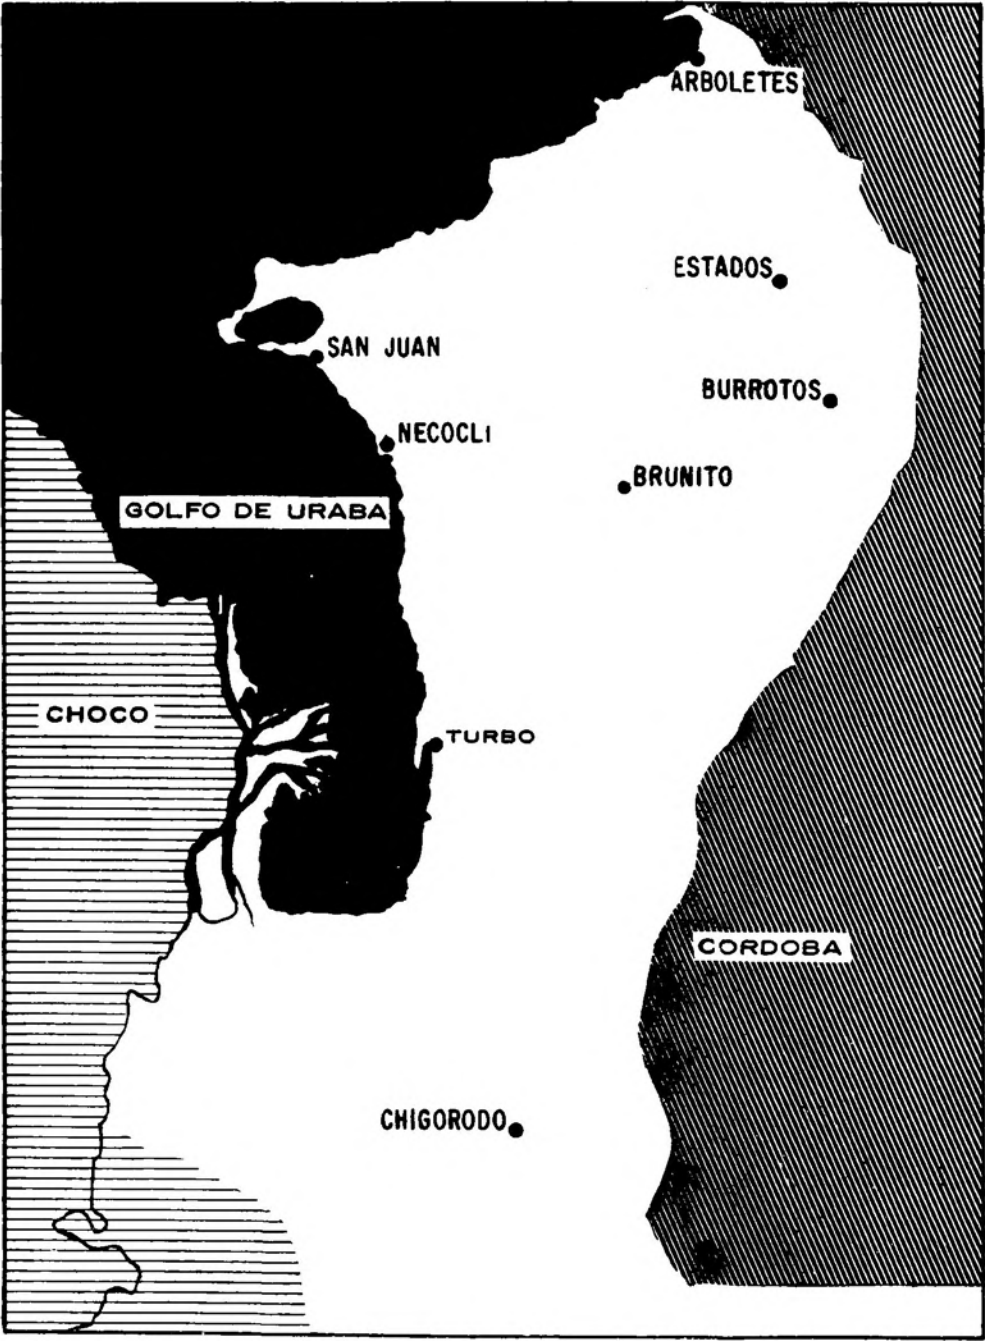 ARBOLETES
ESTADOS
SAN JUAN
BURROTOS
NECOCLI
BRUNITO
GOLFO DE URABA
CHOCO
TURBO
CORDOBA
CHIGORODO